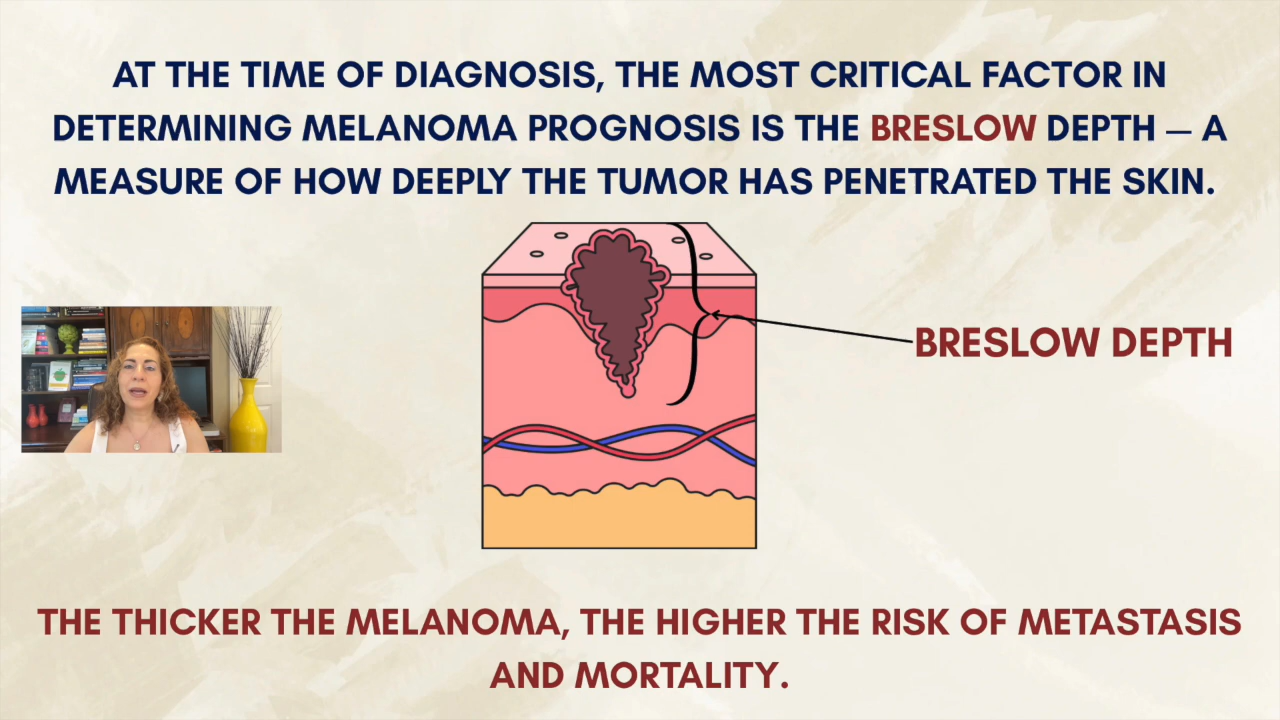 AT THE TIME OF DIAGNOSIS, THE MOST CRITICAL FACTOR IN
DETERMINING MELANOMA PROGNOSIS IS THE BRESLOW DEPTH — A
MEASURE OF HOW DEEPLY THE TUMOR HAS PENETRATED THE SKIN.
BRESLOW DEPTH
THE THICKER THE MELANOMA, THE HIGHER THE RISK OF METASTASIS
AND MORTALITY.